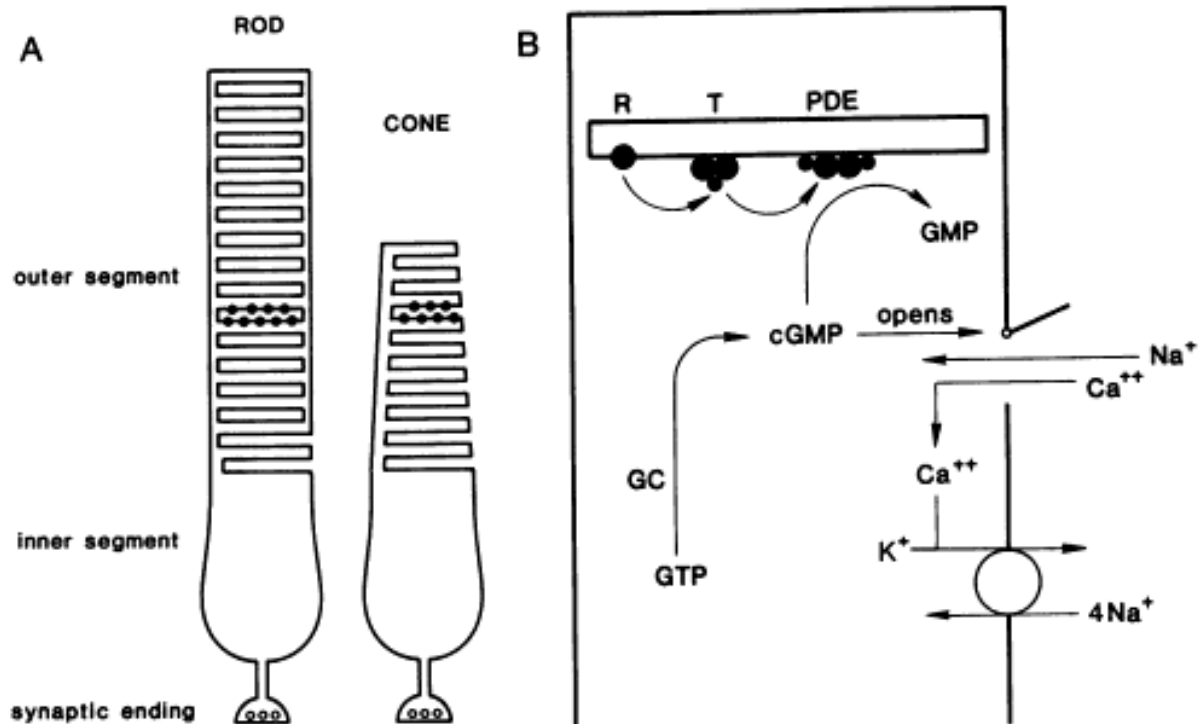 A
ROD
CONE
outer segment
inner segment
synaptic ending
B
R T PDE
GMP
cGMP opens
Na⁺
Ca⁺⁺
Ca⁺⁺
GC
K⁺
GTP
4Na⁺